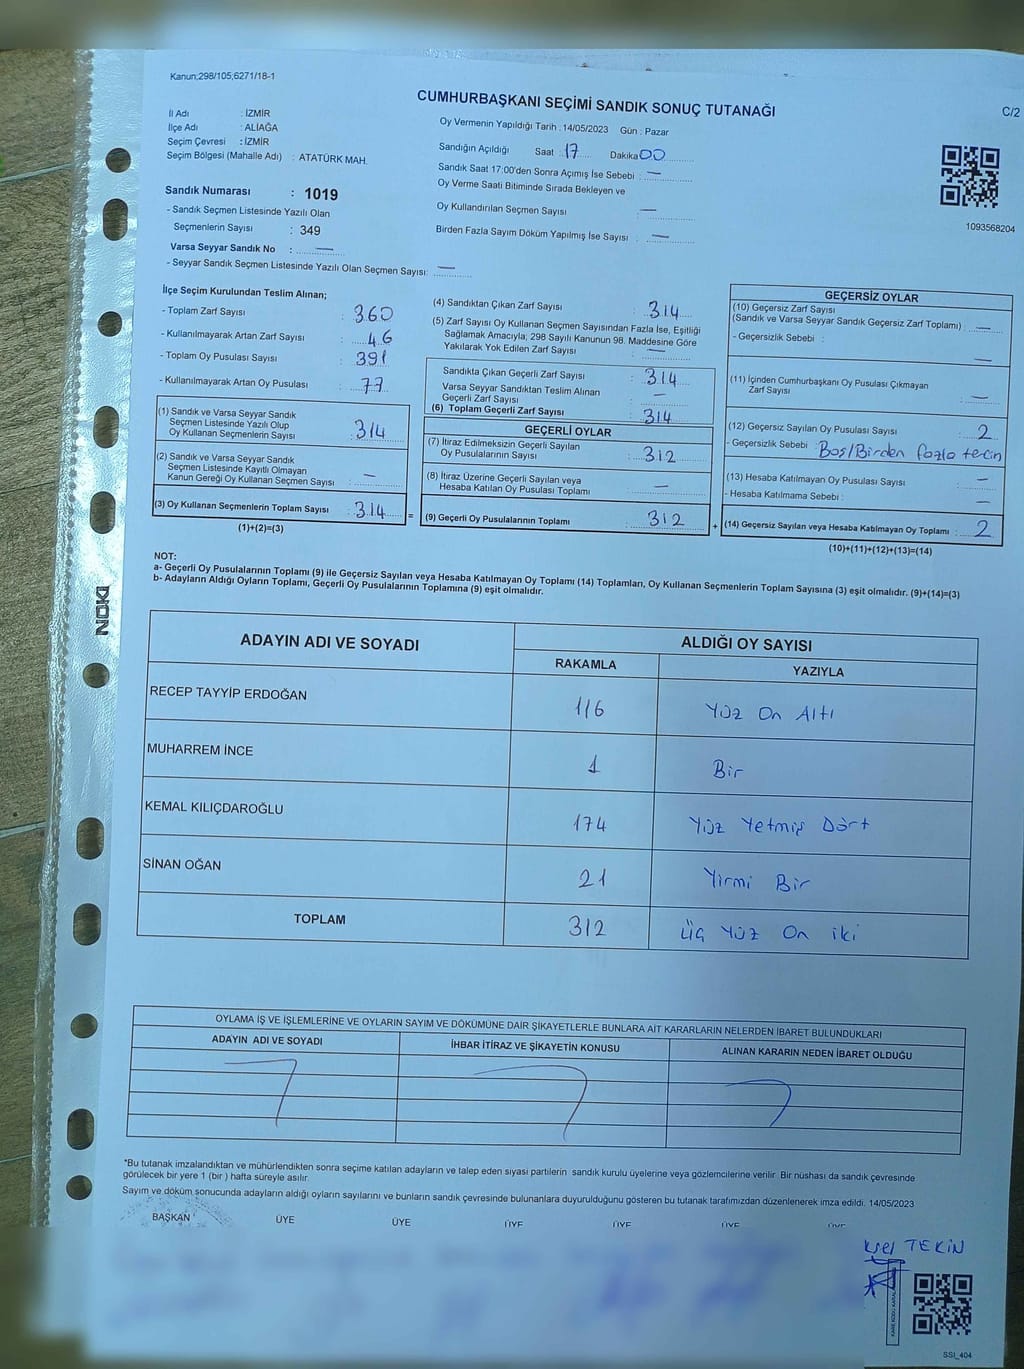 Kanun;298/105;6271/18-1
CUMHURBAŞKANI SEÇİMİ SANDIK SONUÇ TUTANAĞI
C/2
İl Adı : İZMİR
İlçe Adı : ALİAĞA
Seçim Çevresi : İZMİR
Seçim Bölgesi (Mahalle Adı) : ATATÜRK MAH.
Oy Vermenin Yapıldığı Tarih : 14/05/2023 Gün : Pazar
Sandığın Açıldığı Saat 17 Dakika 00
Sandık Saat 17:00'den Sonra Açımış İse Sebebi : —
Oy Verme Saati Bitiminde Sırada Bekleyen ve
Oy Kullandırılan Seçmen Sayısı —
Birden Fazla Sayım Döküm Yapılmış İse Sayısı : —
1093568204
Sandık Numarası : 1019
- Sandık Seçmen Listesinde Yazılı Olan
Seçmenlerin Sayısı : 349
Varsa Seyyar Sandık No : —
- Seyyar Sandık Seçmen Listesinde Yazılı Olan Seçmen Sayısı: —
İlçe Seçim Kurulundan Teslim Alınan;
- Toplam Zarf Sayısı : 360
- Kullanılmayarak Artan Zarf Sayısı : 46
- Toplam Oy Pusulası Sayısı : 391
- Kullanılmayarak Artan Oy Pusulası : 77
(1) Sandık ve Varsa Seyyar Sandık
Seçmen Listesinde Yazılı Olup
Oy Kullanan Seçmenlerin Sayısı : 314
(2) Sandık ve Varsa Seyyar Sandık
Seçmen Listesinde Kayıtlı Olmayan
Kanun Gereği Oy Kullanan Seçmen Sayısı : —
(3) Oy Kullanan Seçmenlerin Toplam Sayısı : 314
(1)+(2)=(3)
(4) Sandıktan Çıkan Zarf Sayısı : 314
(5) Zarf Sayısı Oy Kullanan Seçmen Sayısından Fazla İse, Eşitliği
Sağlamak Amacıyla; 298 Sayılı Kanunun 98. Maddesine Göre
Yakılarak Yok Edilen Zarf Sayısı : —
Sandıkta Çıkan Geçerli Zarf Sayısı : 314
Varsa Seyyar Sandıktan Teslim Alınan
Geçerli Zarf Sayısı : —
(6) Toplam Geçerli Zarf Sayısı : 314
GEÇERLİ OYLAR
(7) İtiraz Edilmeksizin Geçerli Sayılan
Oy Pusulalarının Sayısı : 312
(8) İtiraz Üzerine Geçerli Sayılan veya
Hesaba Katılan Oy Pusulası Toplamı : —
= (9) Geçerli Oy Pusulalarının Toplamı : 312
GEÇERSİZ OYLAR
(10) Geçersiz Zarf Sayısı
(Sandık ve Varsa Seyyar Sandık Geçersiz Zarf Toplamı) : —
- Geçersizlik Sebebi : —
(11) İçinden Cumhurbaşkanı Oy Pusulası Çıkmayan
Zarf Sayısı : —
(12) Geçersiz Sayılan Oy Pusulası Sayısı : 2
- Geçersizlik Sebebi : Boş/Birden fazla tercin
(13) Hesaba Katılmayan Oy Pusulası Sayısı : —
- Hesaba Katılmama Sebebi : —
+ (14) Geçersiz Sayılan veya Hesaba Katılmayan Oy Toplamı : 2
(10)+(11)+(12)+(13)=(14)
NOT:
a- Geçerli Oy Pusulalarının Toplamı (9) ile Geçersiz Sayılan veya Hesaba Katılmayan Oy Toplamı (14) Toplamları, Oy Kullanan Seçmenlerin Toplam Sayısına (3) eşit olmalıdır. (9)+(14)=(3)
b- Adayların Aldığı Oyların Toplamı, Geçerli Oy Pusulalarının Toplamına (9) eşit olmalıdır.
NOKI
ADAYIN ADI VE SOYADI ALDIĞI OY SAYISI
RAKAMLA YAZIYLA
RECEP TAYYİP ERDOĞAN 116 Yüz On Altı
MUHARREM İNCE 1 Bir
KEMAL KILIÇDAROĞLU 174 Yüz Yetmiş Dört
SİNAN OĞAN 21 Yirmi Bir
TOPLAM 312 Üç Yüz On iki
OYLAMA İŞ VE İŞLEMLERİNE VE OYLARIN SAYIM VE DÖKÜMÜNE DAİR ŞİKAYETLERLE BUNLARA AİT KARARLARIN NELERDEN İBARET BULUNDUKLARI
ADAYIN ADI VE SOYADI İHBAR İTİRAZ VE ŞİKAYETİN KONUSU ALINAN KARARIN NEDEN İBARET OLDUĞU
*Bu tutanak imzalandıktan ve mühürlendikten sonra seçime katılan adayların ve talep eden siyasi partilerin sandık kurulu üyelerine veya gözlemcilerine verilir. Bir nüshası da sandık çevresinde
görülecek bir yere 1 (bir ) hafta süreyle asılır.
Sayım ve döküm sonucunda adayların aldığı oyların sayılarını ve bunların sandık çevresinde bulunanlara duyurulduğunu gösteren bu tutanak tarafımızdan düzenlenerek imza edildi. 14/05/2023
BAŞKAN ÜYE ÜYE ÜYE ÜYE ÜYE ÜYE
TEKİN
SSI_404